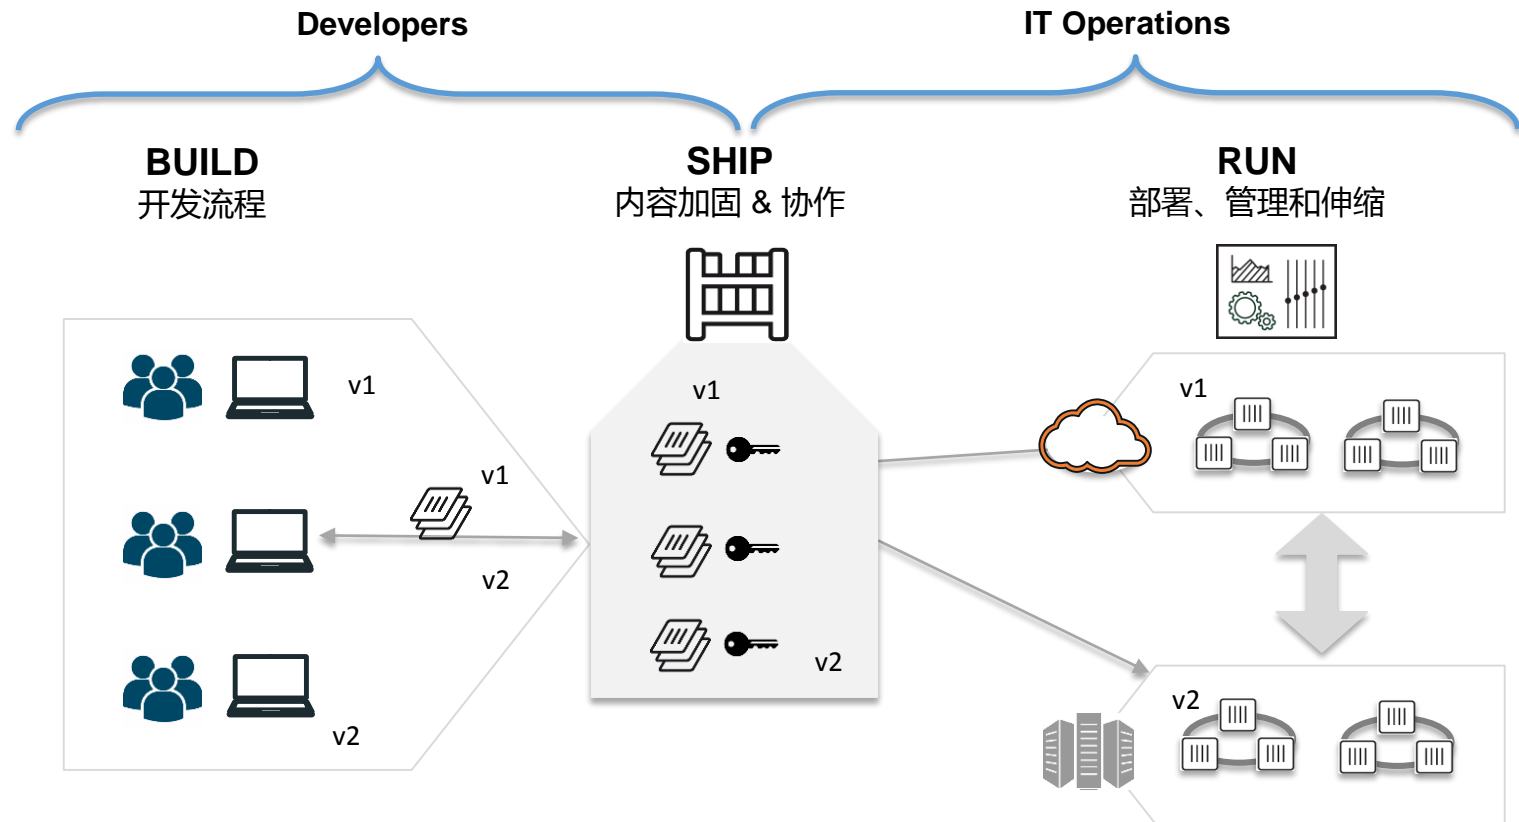 Developers
IT Operations
BUILD
开发流程
SHIP
内容加固 & 协作
RUN
部署、管理和伸缩
v1
v1
v2
v2
v1
v2
v1
v2